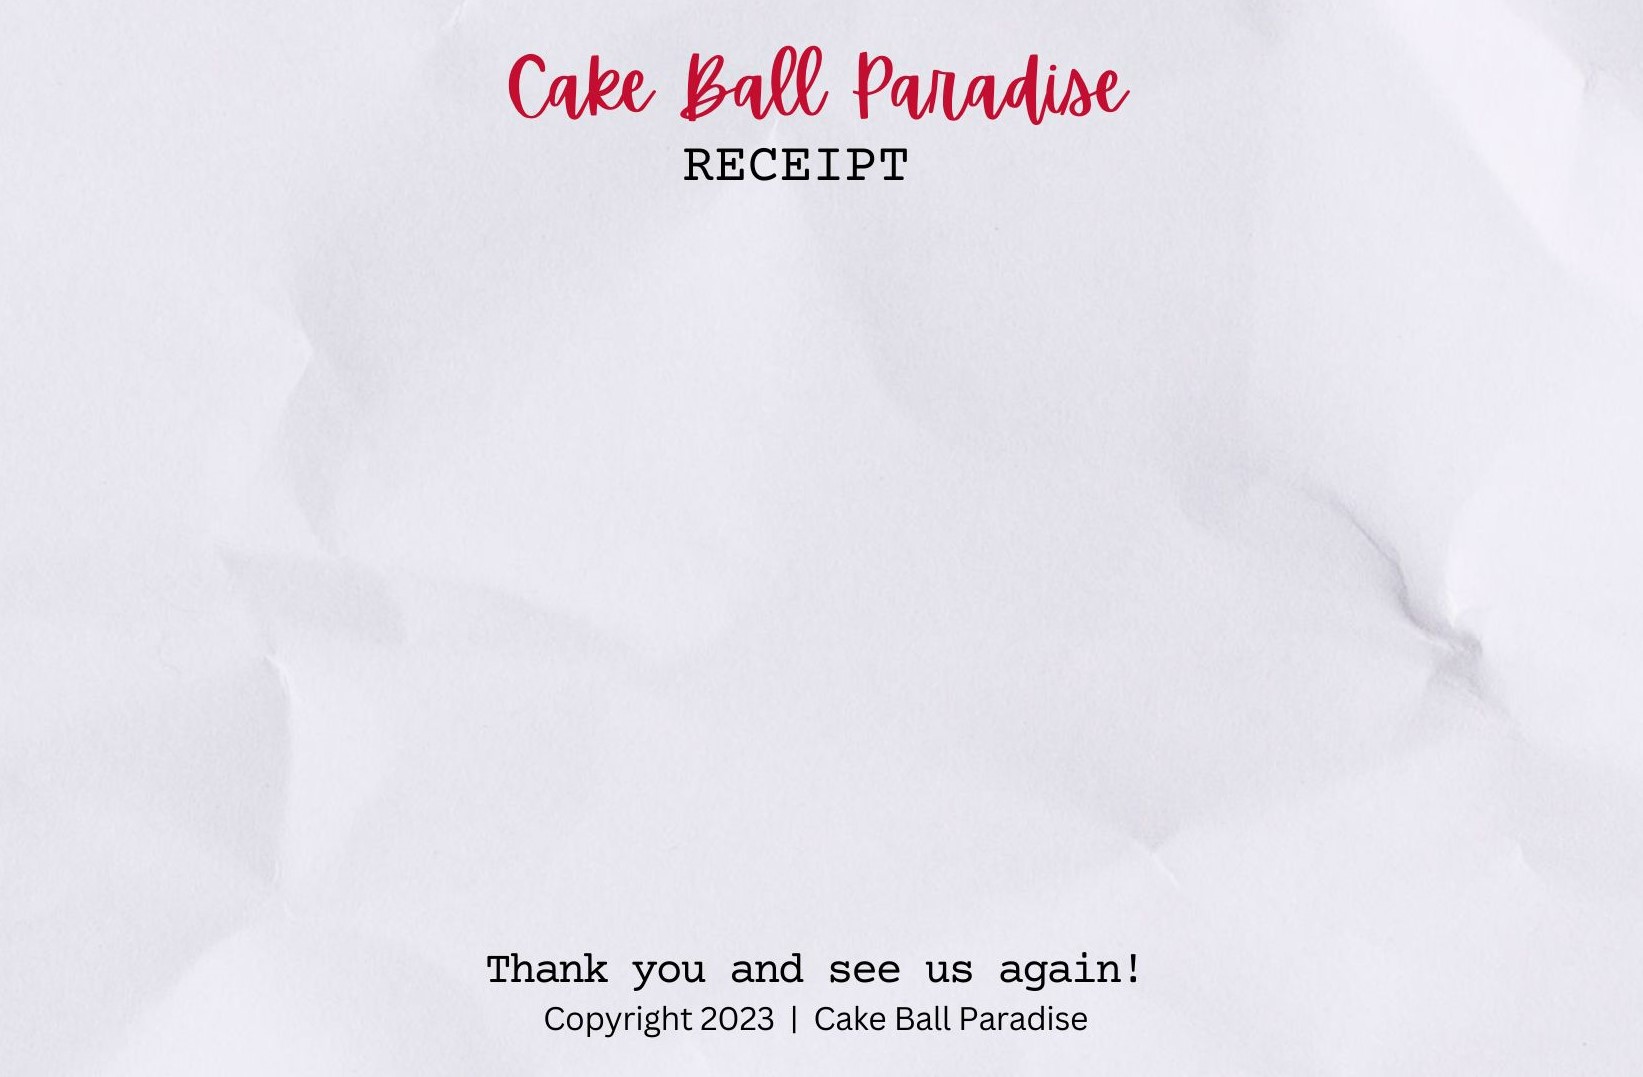 Cake Ball Paradise
RECEIPT
Thank you and see us again!
Copyright 2023 | Cake Ball Paradise